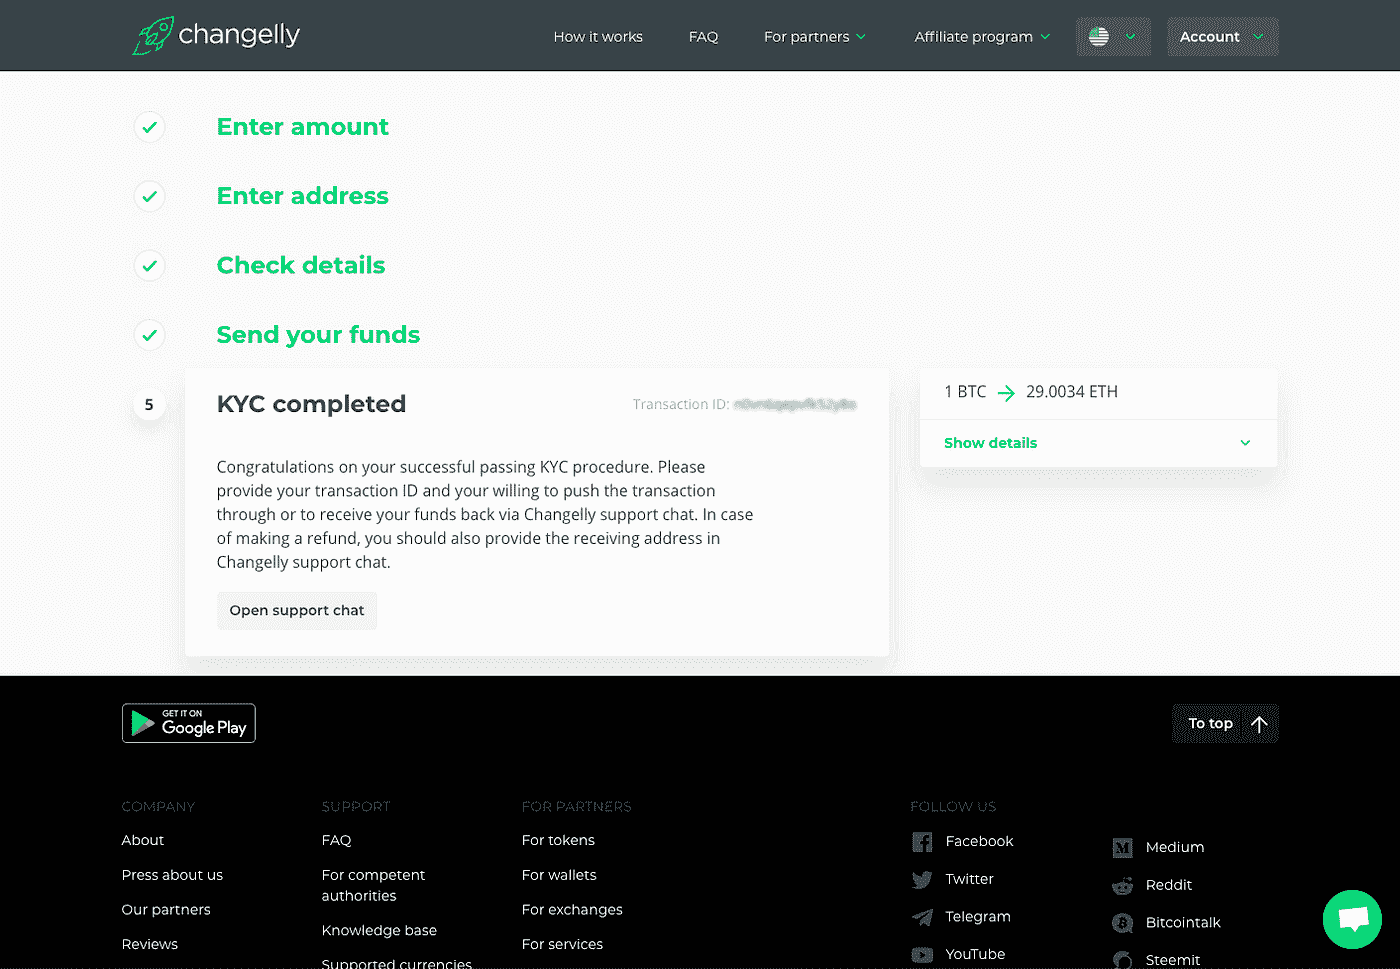 changelly
How it works
FAQ
For partners
Affiliate program
Account
Enter amount
Enter address
Check details
Send your funds
5
KYC completed
Transaction ID:
Congratulations on your successful passing KYC procedure. Please
provide your transaction ID and your willing to push the transaction
through or to receive your funds back via Changelly support chat. In case
of making a refund, you should also provide the receiving address in
Changelly support chat.
Open support chat
1 BTC → 29.0034 ETH
Show details
GET IT ON
Google Play
To top
COMPANY
About
Press about us
Our partners
Reviews
SUPPORT
FAQ
For competent
authorities
Knowledge base
Supported currencies
FOR PARTNERS
For tokens
For wallets
For exchanges
For services
FOLLOW US
Facebook
Twitter
Telegram
YouTube
Medium
Reddit
Bitcointalk
Steemit